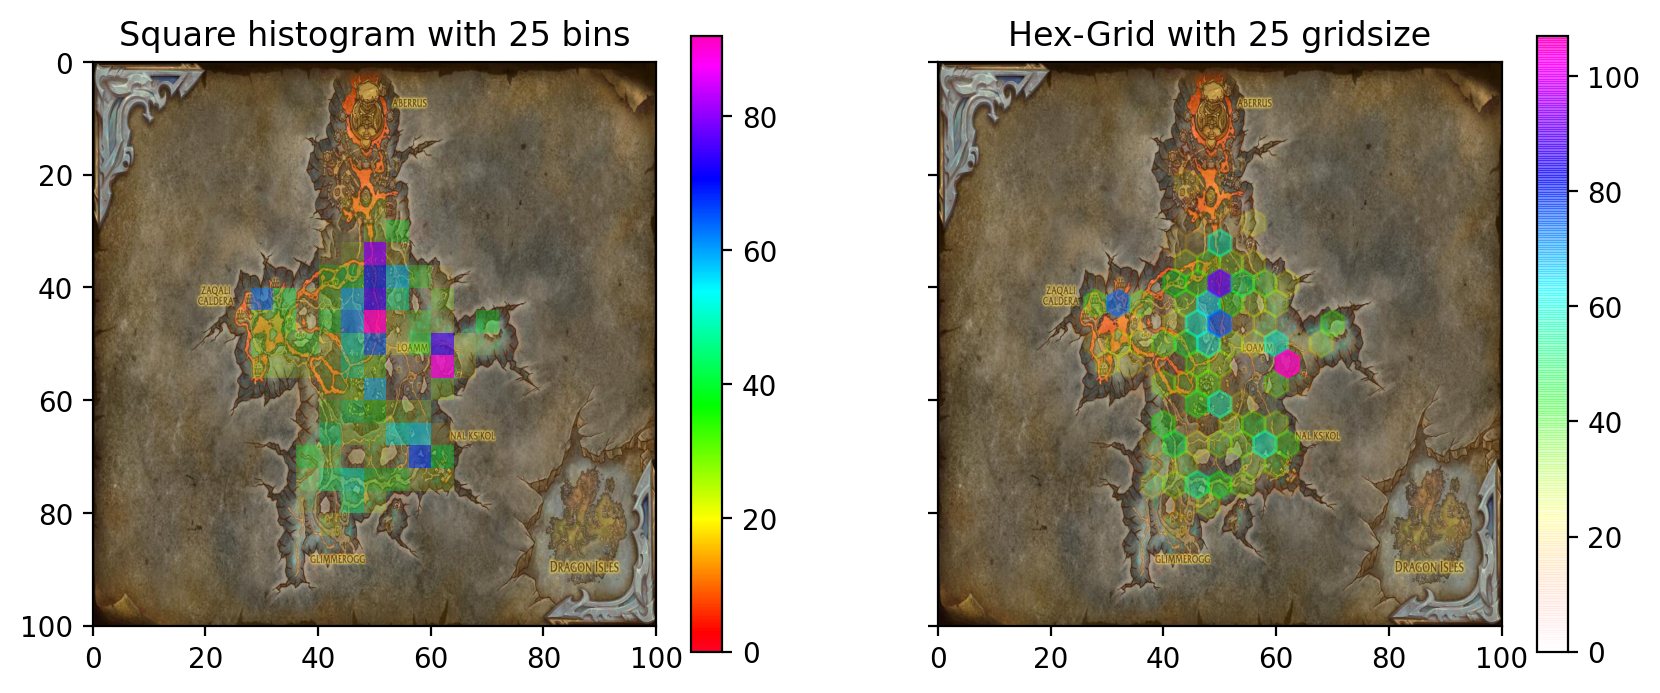 Square histogram with 25 bins
0
20
40
60
80
100
0
20
40
60
80
100
ABERRUS
ZAQALI
CALDERA
LOAMM
NAL KS'KOL
GLIMMEROGG
DRAGON ISLES
80
60
40
20
0
Hex-Grid with 25 gridsize
0
20
40
60
80
100
ABERRUS
ZAQALI
CALDERA
LOAMM
NAL KS'KOL
GLIMMEROGG
DRAGON ISLES
100
80
60
40
20
0